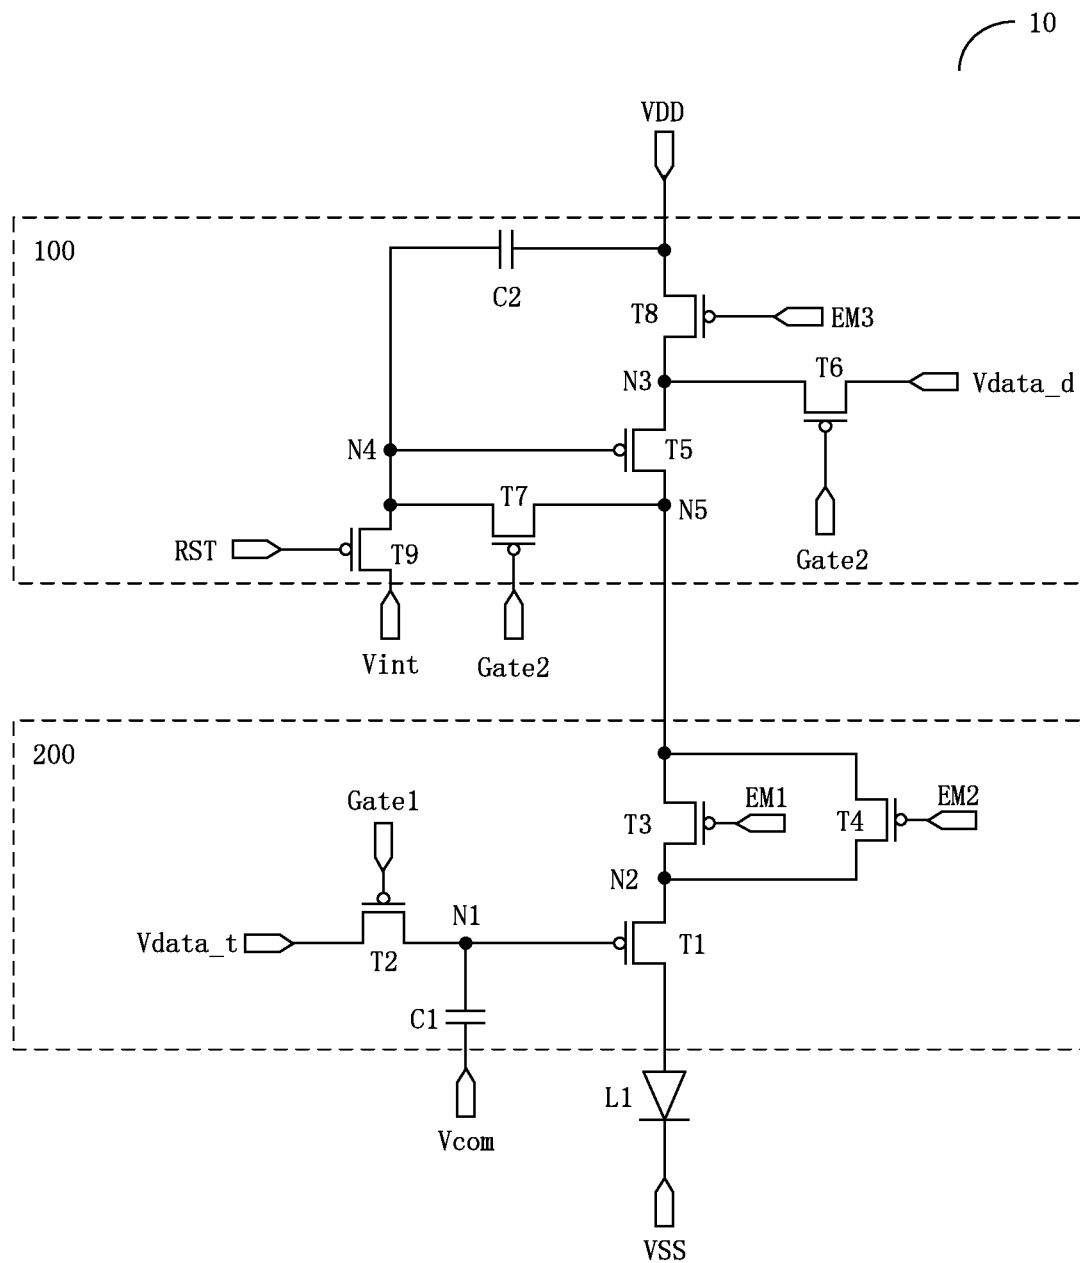 10
VDD
100
C2
T8
EM3
N3
T6
Vdata_d
N4
T5
T7
N5
RST
T9
Gate2
Vint
Gate2
200
Gate1
EM1
EM2
T3
T4
N2
N1
Vdata_t
T2
T1
C1
L1
Vcom
VSS